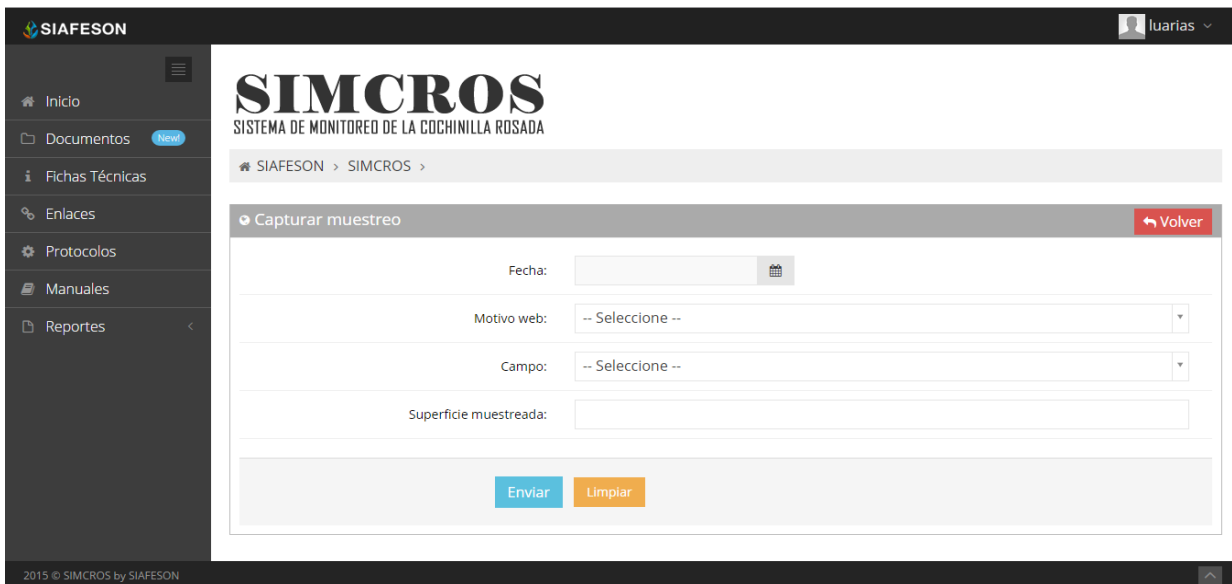 SIAFESON
luarias
Inicio
Documentos New!
Fichas Técnicas
Enlaces
Protocolos
Manuales
Reportes
SIMCROS
SISTEMA DE MONITOREO DE LA COCHINILLA ROSADA
SIAFESON > SIMCROS >
Capturar muestreo
Volver
Fecha:
Motivo web: -- Seleccione --
Campo: -- Seleccione --
Superficie muestreada:
Enviar Limpiar
2015 © SIMCROS by SIAFESON